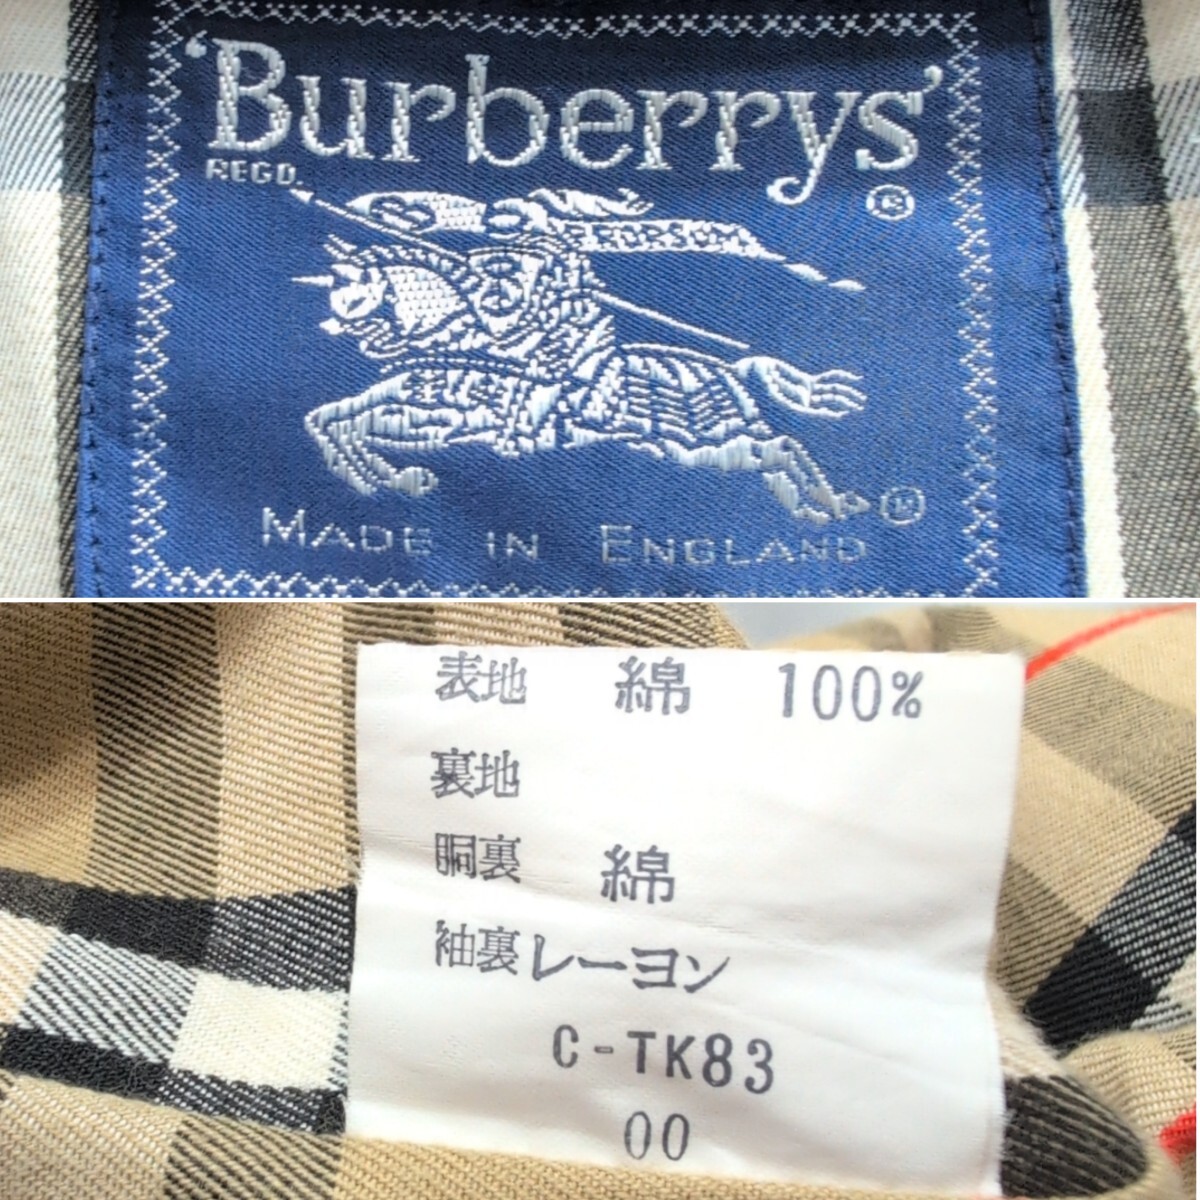 'Burberrys'
REGD.
®
PRORSUM
®
MADE IN ENGLAND
表地 綿 100%
裏地
胴裏 綿
袖裏 レーヨン
C-TK83
00